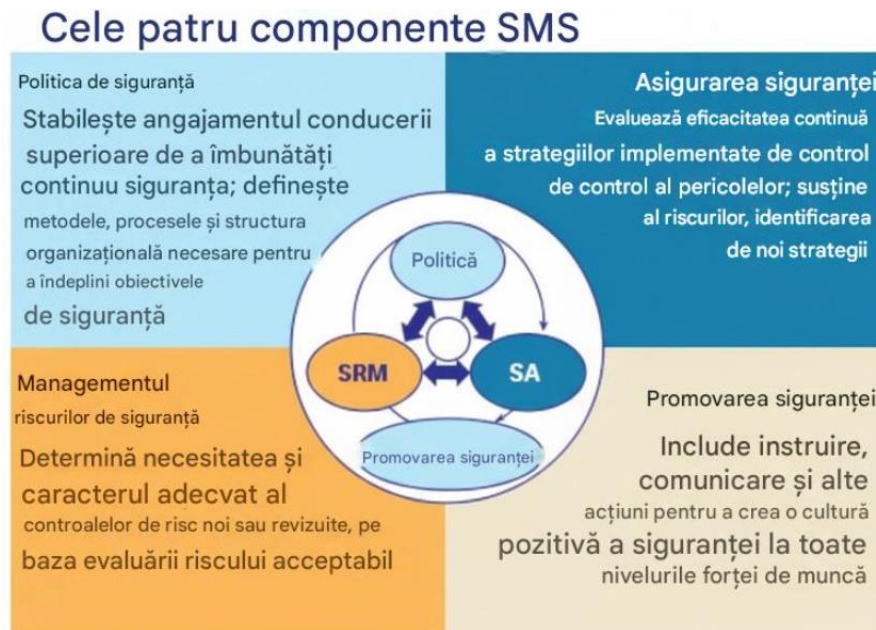 Cele patru componente SMS
Politica de siguranță
Stabilește angajamentul conducerii
superioare de a îmbunătăți
continuu siguranța; definește
metodele, procesele și structura
organizațională necesare pentru
a îndeplini obiectivele
de siguranță
Asigurarea siguranței
Evaluează eficacitatea continuă
a strategiilor implementate de control
de control al pericolelor; susține
al riscurilor, identificarea
de noi strategii
Politică
SRM
SA
Promovarea siguranței
Managementul
riscurilor de siguranță
Determină necesitatea și
caracterul adecvat al
controalelor de risc noi sau revizuite, pe
baza evaluării riscului acceptabil
Promovarea siguranței
Include instruire,
comunicare și alte
acțiuni pentru a crea o cultură
pozitivă a siguranței la toate
nivelurile forței de muncă